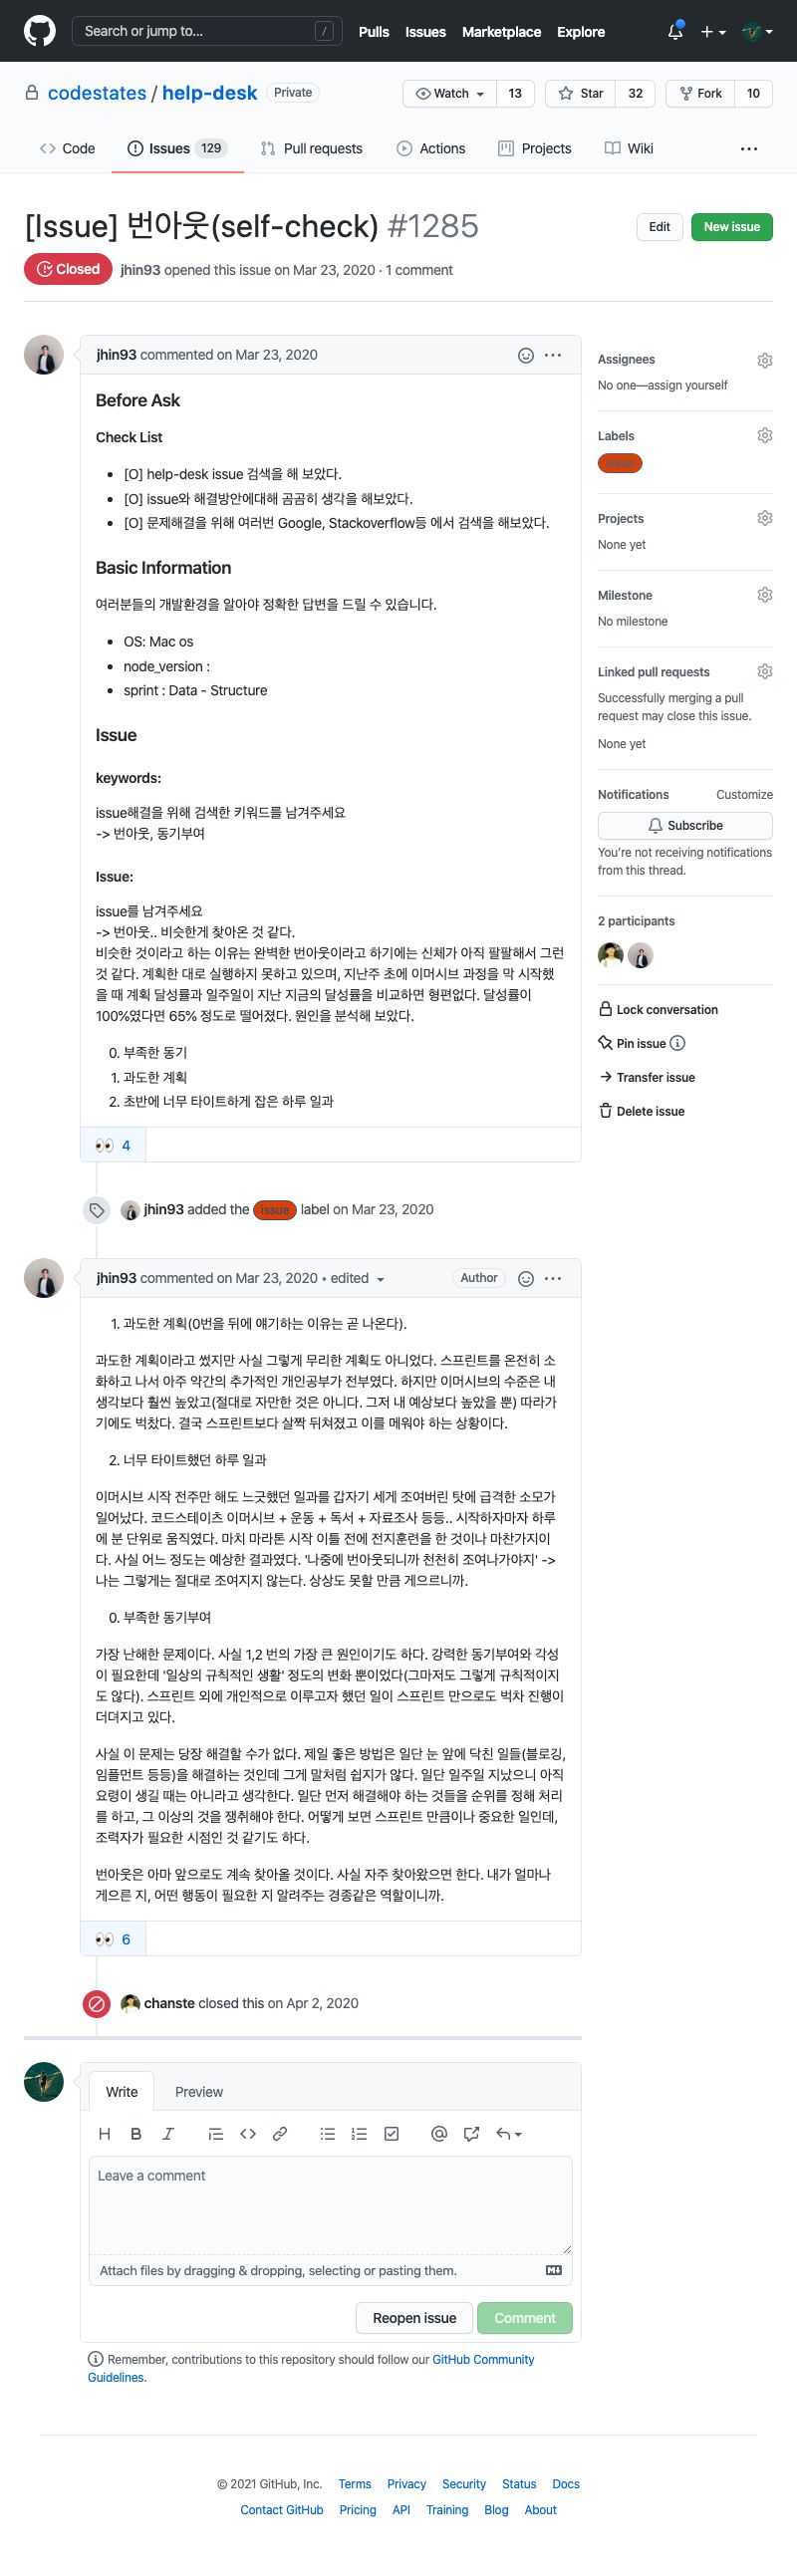 Search or jump to... /
Pulls Issues Marketplace Explore
codestates / help-desk Private
Watch 13 Star 32 Fork 10
Code Issues 129 Pull requests Actions Projects Wiki
[Issue] 번아웃(self-check) #1285
Edit New issue
Closed jhin93 opened this issue on Mar 23, 2020 · 1 comment
jhin93 commented on Mar 23, 2020
Before Ask
Check List
[O] help-desk issue 검색을 해 보았다.
[O] issue와 해결방안에대해 곰곰히 생각을 해보았다.
[O] 문제해결을 위해 여러번 Google, Stackoverflow등 에서 검색을 해보았다.
Basic Information
여러분들의 개발환경을 알아야 정확한 답변을 드릴 수 있습니다.
OS: Mac os
node_version :
sprint : Data - Structure
Issue
keywords:
issue해결을 위해 검색한 키워드를 남겨주세요
-> 번아웃, 동기부여
Issue:
issue를 남겨주세요
-> 번아웃.. 비슷한게 찾아온 것 같다.
비슷한 것이라고 하는 이유는 완벽한 번아웃이라고 하기에는 신체가 아직 팔팔해서 그런
것 같다. 계획한 대로 실행하지 못하고 있으며, 지난주 초에 이머시브 과정을 막 시작했
을 때 계획 달성률과 일주일이 지난 지금의 달성률을 비교하면 형편없다. 달성률이
100%였다면 65% 정도로 떨어졌다. 원인을 분석해 보았다.
0. 부족한 동기
1. 과도한 계획
2. 초반에 너무 타이트하게 잡은 하루 일과
👀 4
jhin93 added the issue label on Mar 23, 2020
jhin93 commented on Mar 23, 2020 • edited Author
1. 과도한 계획(0번을 뒤에 얘기하는 이유는 곧 나온다).
과도한 계획이라고 썼지만 사실 그렇게 무리한 계획도 아니었다. 스프린트를 온전히 소
화하고 나서 아주 약간의 추가적인 개인공부가 전부였다. 하지만 이머시브의 수준은 내
생각보다 훨씬 높았고(절대로 자만한 것은 아니다. 그저 내 예상보다 높았을 뿐) 따라가
기에도 벅찼다. 결국 스프린트보다 살짝 뒤쳐졌고 이를 메워야 하는 상황이다.
2. 너무 타이트했던 하루 일과
이머시브 시작 전주만 해도 느긋했던 일과를 갑자기 세게 조여버린 탓에 급격한 소모가
일어났다. 코드스테이츠 이머시브 + 운동 + 독서 + 자료조사 등등.. 시작하자마자 하루
에 분 단위로 움직였다. 마치 마라톤 시작 이틀 전에 전지훈련을 한 것이나 마찬가지이
다. 사실 어느 정도는 예상한 결과였다. '나중에 번아웃되니까 천천히 조여나가야지' ->
나는 그렇게는 절대로 조여지지 않는다. 상상도 못할 만큼 게으르니까.
0. 부족한 동기부여
가장 난해한 문제이다. 사실 1,2 번의 가장 큰 원인이기도 하다. 강력한 동기부여와 각성
이 필요한데 '일상의 규칙적인 생활' 정도의 변화 뿐이었다(그마저도 그렇게 규칙적이지
도 않다). 스프린트 외에 개인적으로 이루고자 했던 일이 스프린트 만으로도 벅차 진행이
더뎌지고 있다.
사실 이 문제는 당장 해결할 수가 없다. 제일 좋은 방법은 일단 눈 앞에 닥친 일들(블로깅,
임플먼트 등등)을 해결하는 것인데 그게 말처럼 쉽지가 않다. 일단 일주일 지났으니 아직
요령이 생길 때는 아니라고 생각한다. 일단 먼저 해결해야 하는 것들을 순위를 정해 처리
를 하고, 그 이상의 것을 쟁취해야 한다. 어떻게 보면 스프린트 만큼이나 중요한 일인데,
조력자가 필요한 시점인 것 같기도 하다.
번아웃은 아마 앞으로도 계속 찾아올 것이다. 사실 자주 찾아왔으면 한다. 내가 얼마나
게으른 지, 어떤 행동이 필요한 지 알려주는 경종같은 역할이니까.
👀 6
chanste closed this on Apr 2, 2020
Write Preview
Leave a comment
Attach files by dragging & dropping, selecting or pasting them.
Reopen issue Comment
Remember, contributions to this repository should follow our GitHub Community
Guidelines.
Assignees
No one—assign yourself
Labels
issue
Projects
None yet
Milestone
No milestone
Linked pull requests
Successfully merging a pull
request may close this issue.
None yet
Notifications Customize
Subscribe
You're not receiving notifications
from this thread.
2 participants
Lock conversation
Pin issue
Transfer issue
Delete issue
© 2021 GitHub, Inc. Terms Privacy Security Status Docs
Contact GitHub Pricing API Training Blog About